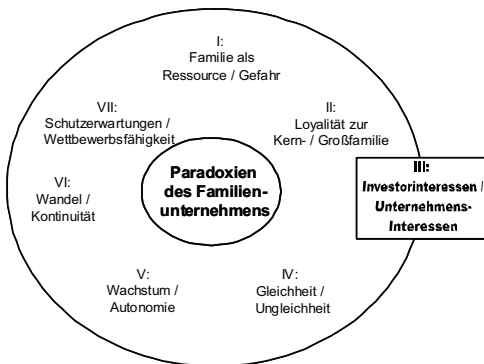 I:
Familie als
Ressource / Gefahr
II:
Loyalität zur
Kern- / Großfamilie
III:
Investorinteressen /
Unternehmens-
Interessen
IV:
Gleichheit /
Ungleichheit
V:
Wachstum /
Autonomie
VI:
Wandel /
Kontinuität
VII:
Schutzerwartungen /
Wettbewerbsfähigkeit
Paradoxien
des Familien-
unternehmens